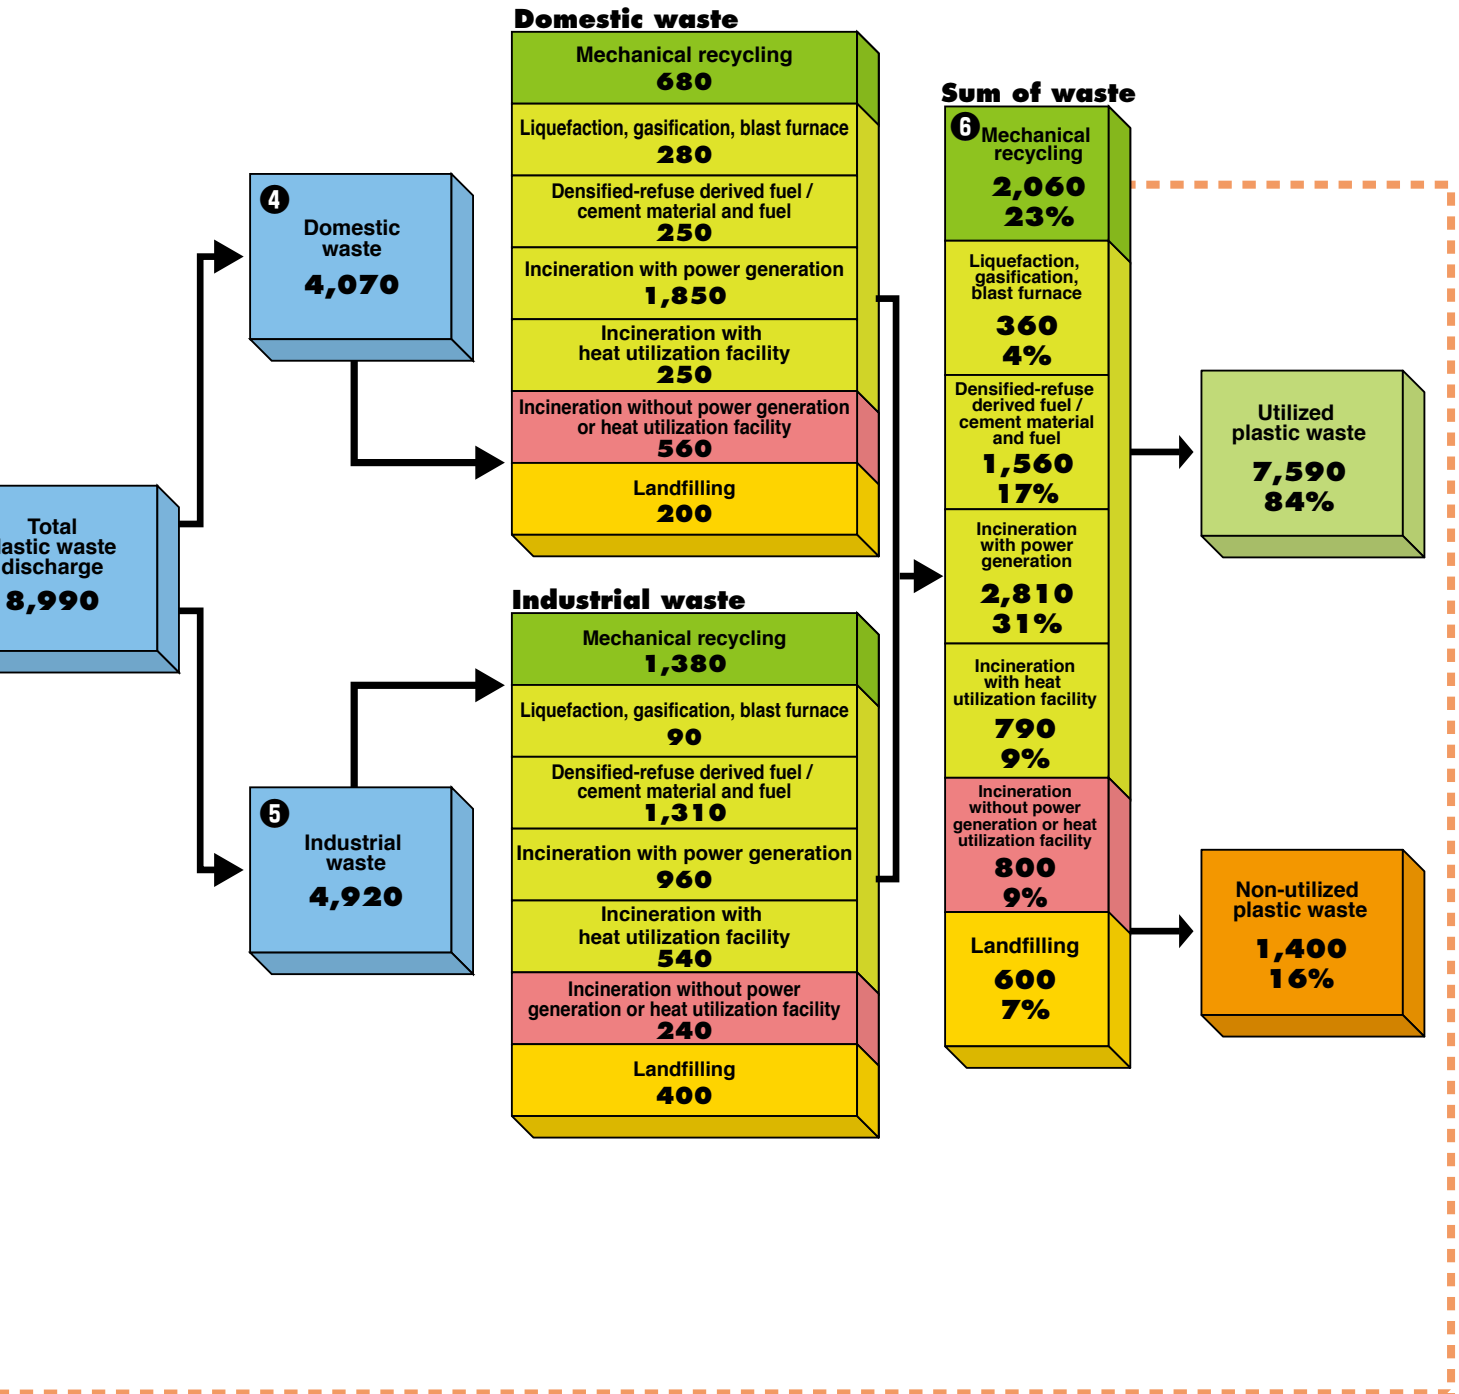 Total
lastic waste
discharge
8,990
4
Domestic
waste
4,070
5
Industrial
waste
4,920
Domestic waste
Mechanical recycling
680
Liquefaction, gasification, blast furnace
280
Densified-refuse derived fuel /
cement material and fuel
250
Incineration with power generation
1,850
Incineration with
heat utilization facility
250
Incineration without power generation
or heat utilization facility
560
Landfilling
200
Industrial waste
Mechanical recycling
1,380
Liquefaction, gasification, blast furnace
90
Densified-refuse derived fuel /
cement material and fuel
1,310
Incineration with power generation
960
Incineration with
heat utilization facility
540
Incineration without power
generation or heat utilization facility
240
Landfilling
400
Sum of waste
6
Mechanical
recycling
2,060
23%
Liquefaction,
gasification,
blast furnace
360
4%
Densified-refuse
derived fuel /
cement material
and fuel
1,560
17%
Incineration
with power
generation
2,810
31%
Incineration
with heat
utilization facility
790
9%
Incineration
without power
generation or heat
utilization facility
800
9%
Landfilling
600
7%
Utilized
plastic waste
7,590
84%
Non-utilized
plastic waste
1,400
16%